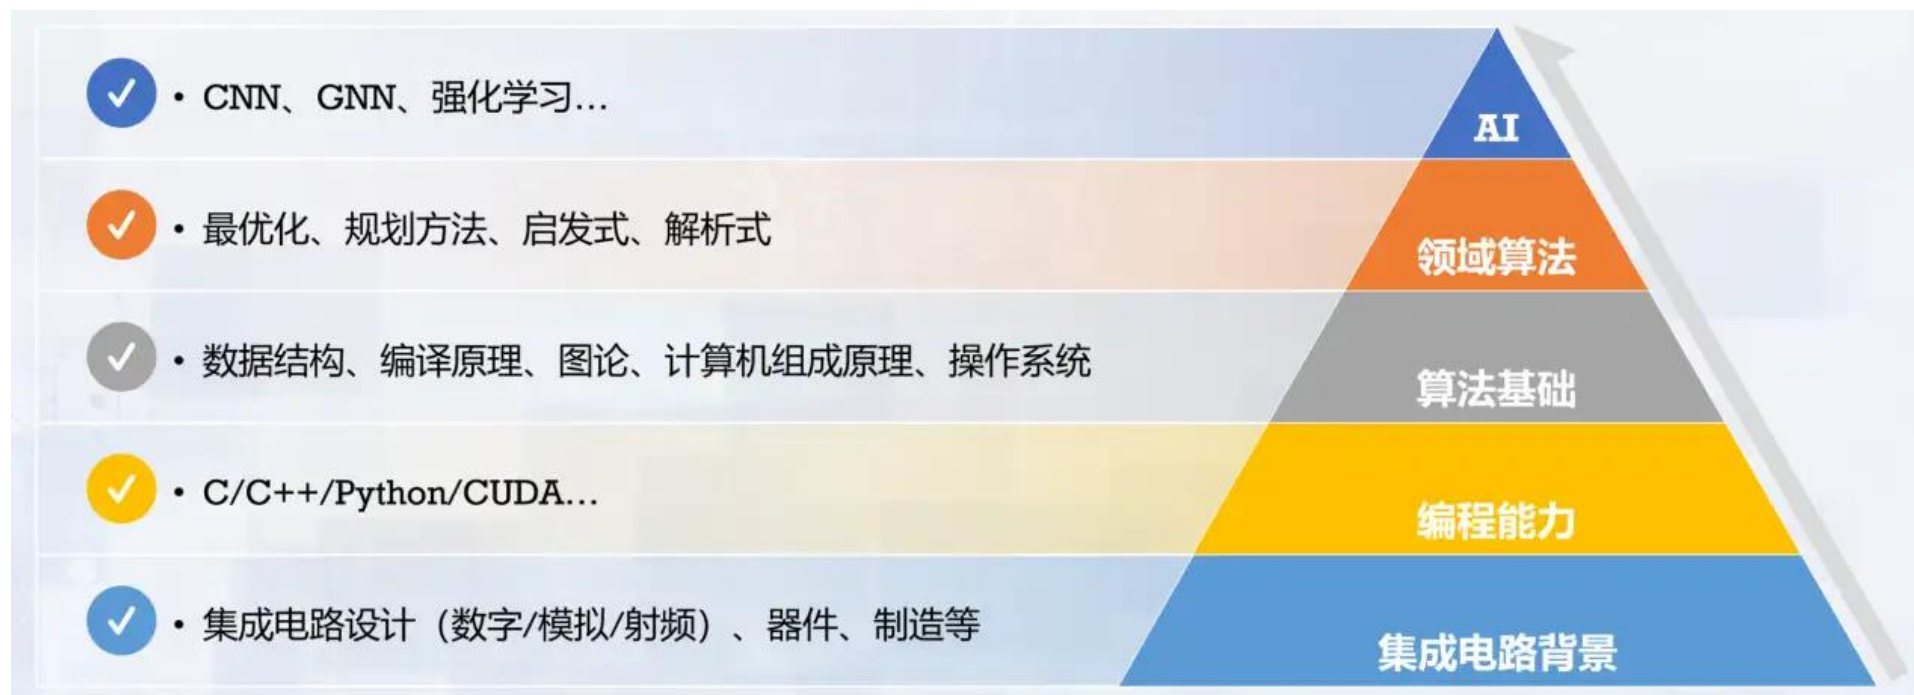 • CNN、GNN、强化学习...
AI
• 最优化、规划方法、启发式、解析式
领域算法
• 数据结构、编译原理、图论、计算机组成原理、操作系统
算法基础
• C/C++/Python/CUDA...
编程能力
• 集成电路设计（数字/模拟/射频）、器件、制造等
集成电路背景